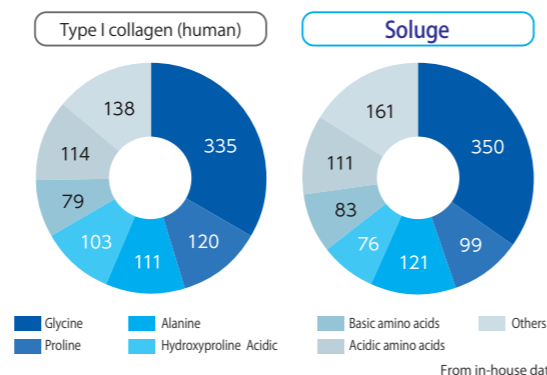 Type I collagen (human)
Soluge
138
335
114
79
103
111
120
161
350
111
83
76
121
99
Glycine
Alanine
Basic amino acids
Others
Proline
Hydroxyproline Acidic
Acidic amino acids
From in-house dat